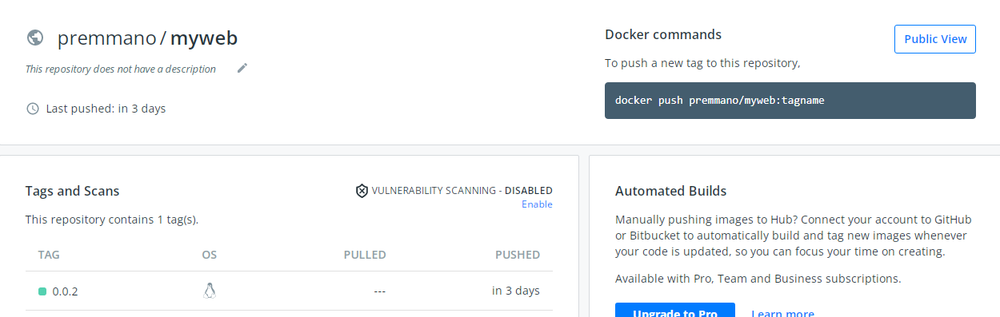 premmano / myweb
This repository does not have a description
Last pushed: in 3 days
Docker commands
Public View
To push a new tag to this repository,
docker push premmano/myweb:tagname
Tags and Scans
VULNERABILITY SCANNING - DISABLED
Enable
This repository contains 1 tag(s).
TAG OS PULLED PUSHED
0.0.2 --- in 3 days
Automated Builds
Manually pushing images to Hub? Connect your account to GitHub
or Bitbucket to automatically build and tag new images whenever
your code is updated, so you can focus your time on creating.
Available with Pro, Team and Business subscriptions.
Upgrade to Pro Learn more